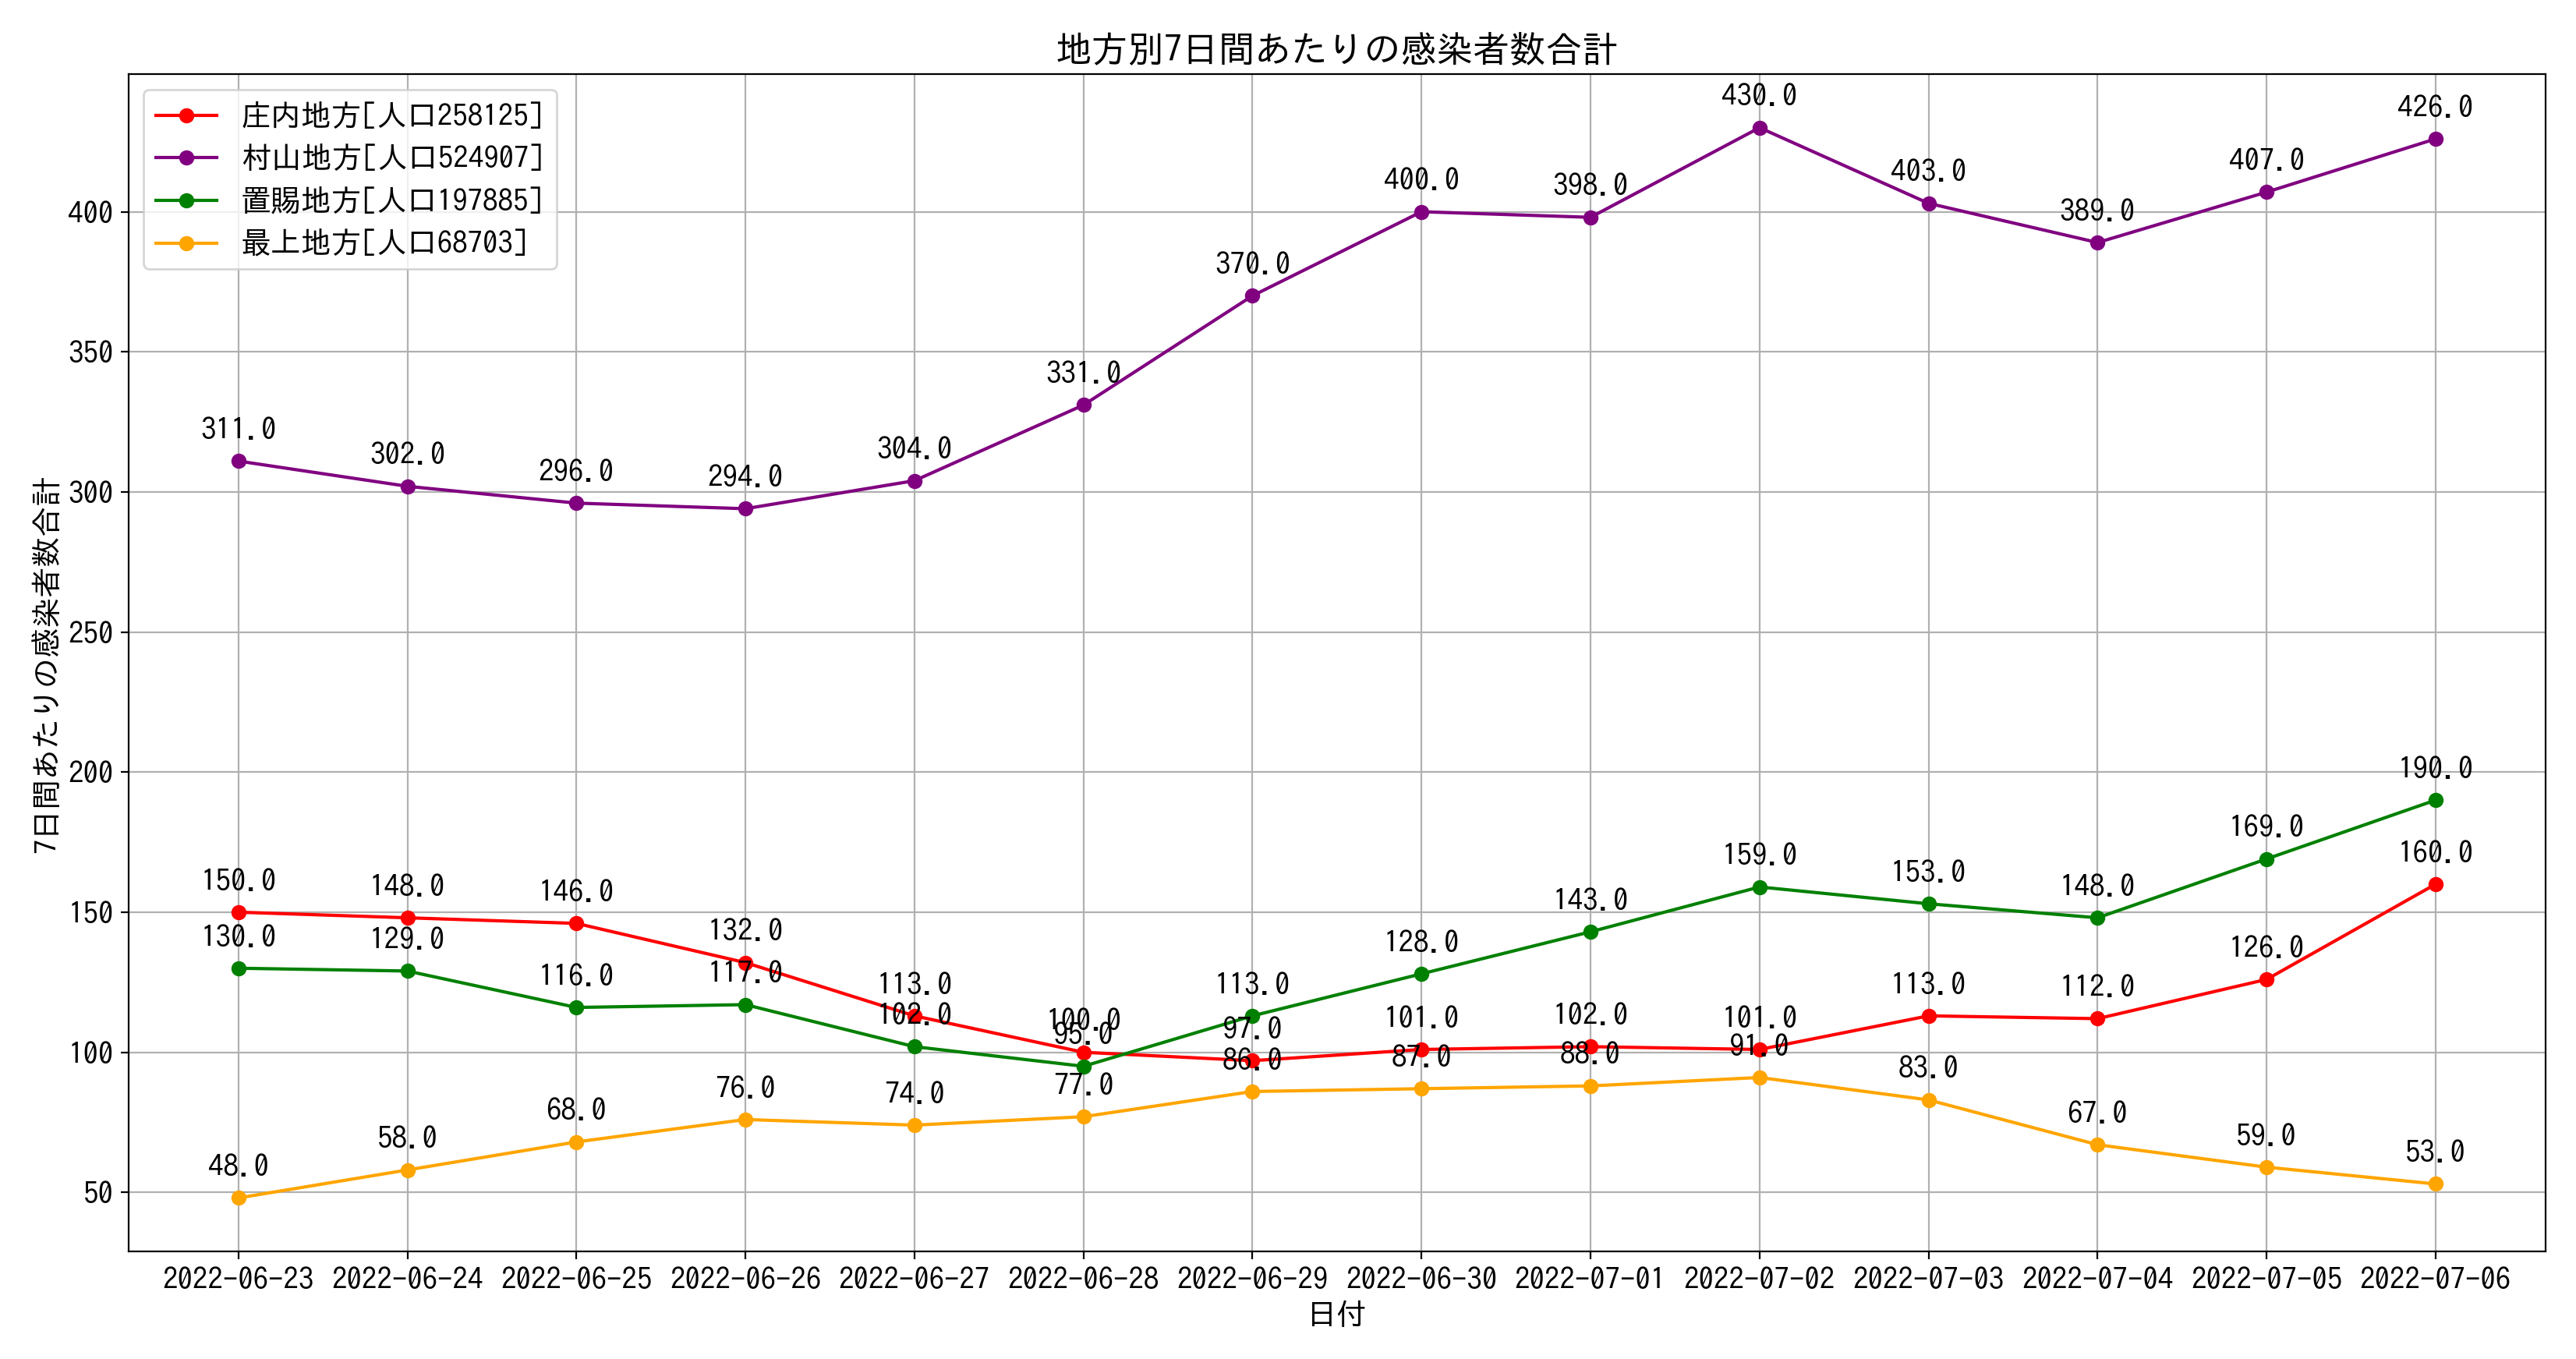 地方別7日間あたりの感染者数合計
庄内地方[人口258125]
村山地方[人口524907]
置賜地方[人口197885]
最上地方[人口68703]
7日間あたりの感染者数合計
400
350
300
250
200
150
100
50
311.0 302.0 296.0 294.0 304.0 331.0 370.0 400.0 398.0 430.0 403.0 389.0 407.0 426.0
150.0 148.0 146.0 132.0 113.0 100.0 97.0 101.0 102.0 101.0 113.0 112.0 126.0 160.0
130.0 129.0 116.0 117.0 102.0 95.0 113.0 128.0 143.0 159.0 153.0 148.0 169.0 190.0
48.0 58.0 68.0 76.0 74.0 77.0 86.0 87.0 88.0 91.0 83.0 67.0 59.0 53.0
2022-06-23 2022-06-24 2022-06-25 2022-06-26 2022-06-27 2022-06-28 2022-06-29 2022-06-30 2022-07-01 2022-07-02 2022-07-03 2022-07-04 2022-07-05 2022-07-06
日付